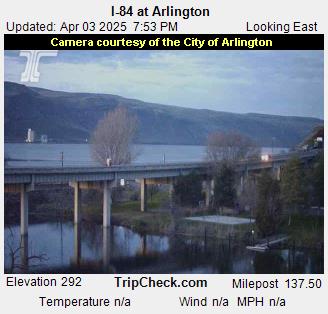 I-84 at Arlington
Updated: Apr 03 2025 7:53 PM Looking East
Camera courtesy of the City of Arlington
Elevation 292 TripCheck.com Milepost 137.50
Temperature n/a Wind n/a MPH n/a